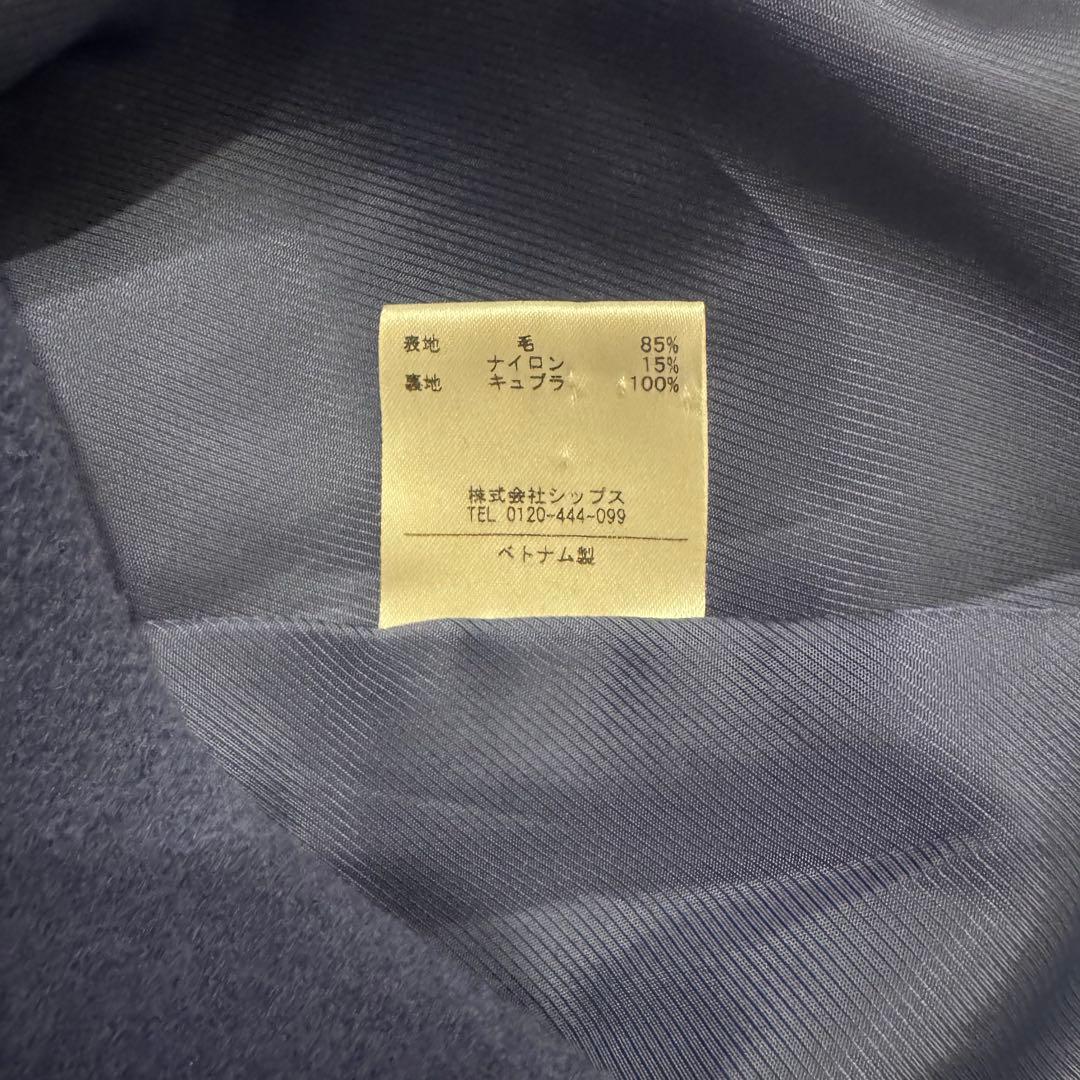 表地 毛 85%
ナイロン 15%
裏地 キュプラ 100%
株式会社シップス
TEL 0120-444-099
ベトナム製